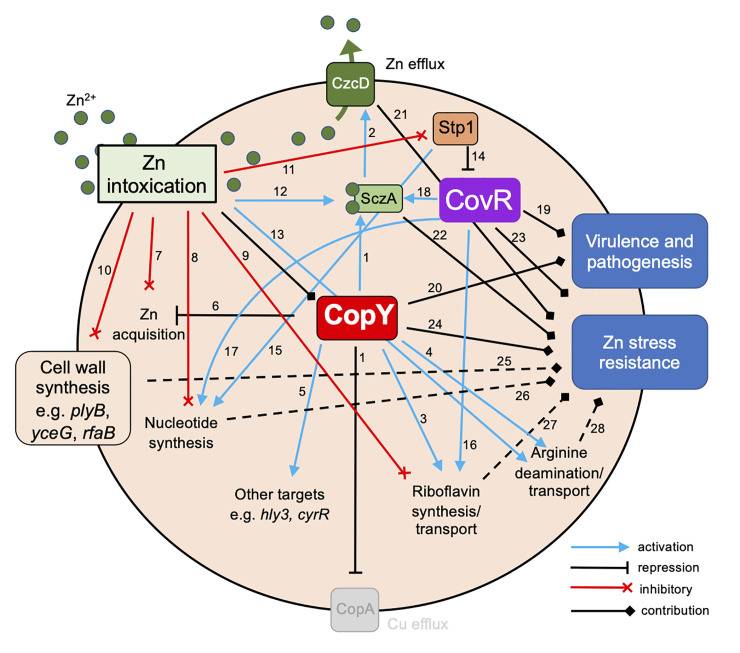 Zn efflux
CzcD
Zn2+
21
2
Stp1
14
11
Zn
intoxication
12
SczA
18
CovR
19
23
Virulence and
pathogenesis
13
22
10
7
8
9
1
20
Zn
acquisition
6
CopY
24
Zn stress
resistance
Cell wall
synthesis
e.g. plyB,
yceG, rfaB
17
15
1
4
25
5
26
Nucleotide
synthesis
3
16
27
28
Arginine
deamination/
transport
Other targets
e.g. hly3, cyrR
Riboflavin
synthesis/
transport
activation
repression
inhibitory
contribution
CopA
Cu efflux